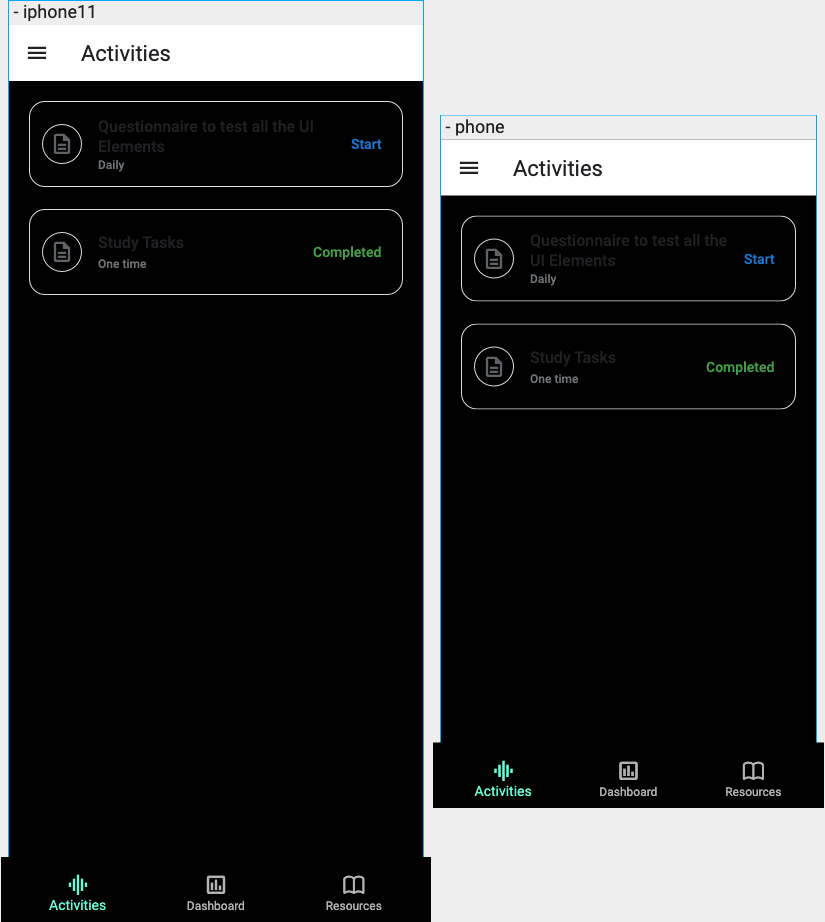 - iphone11
Activities
Questionnaire to test all the UI
Elements
Daily
Start
Study Tasks
One time
Completed
Activities
Dashboard
Resources
- phone
Activities
Questionnaire to test all the
UI Elements
Daily
Start
Study Tasks
One time
Completed
Activities
Dashboard
Resources